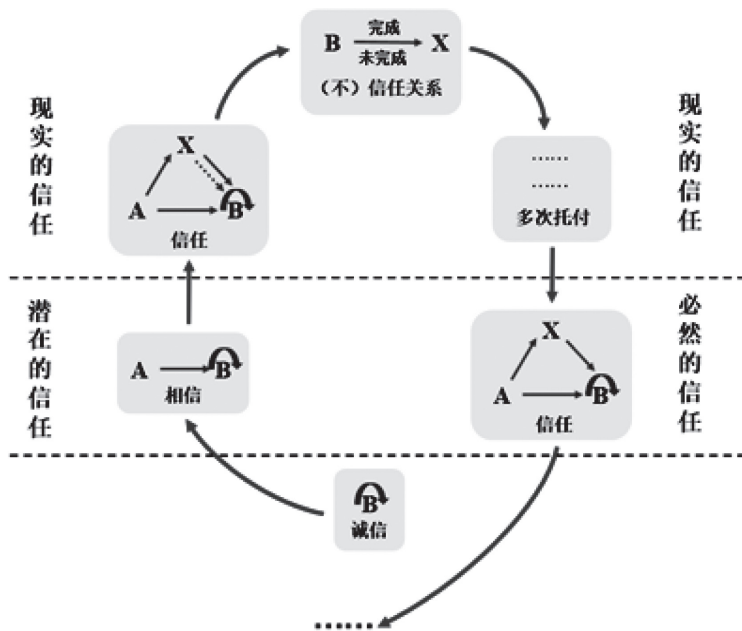 B 完成 X
未完成
（不）信任关系
现实的信任
现实的信任
X
A B
信任
……
……
多次托付
潜在的信任
必然的信任
A B
相信
X
A B
信任
B
诚信
……